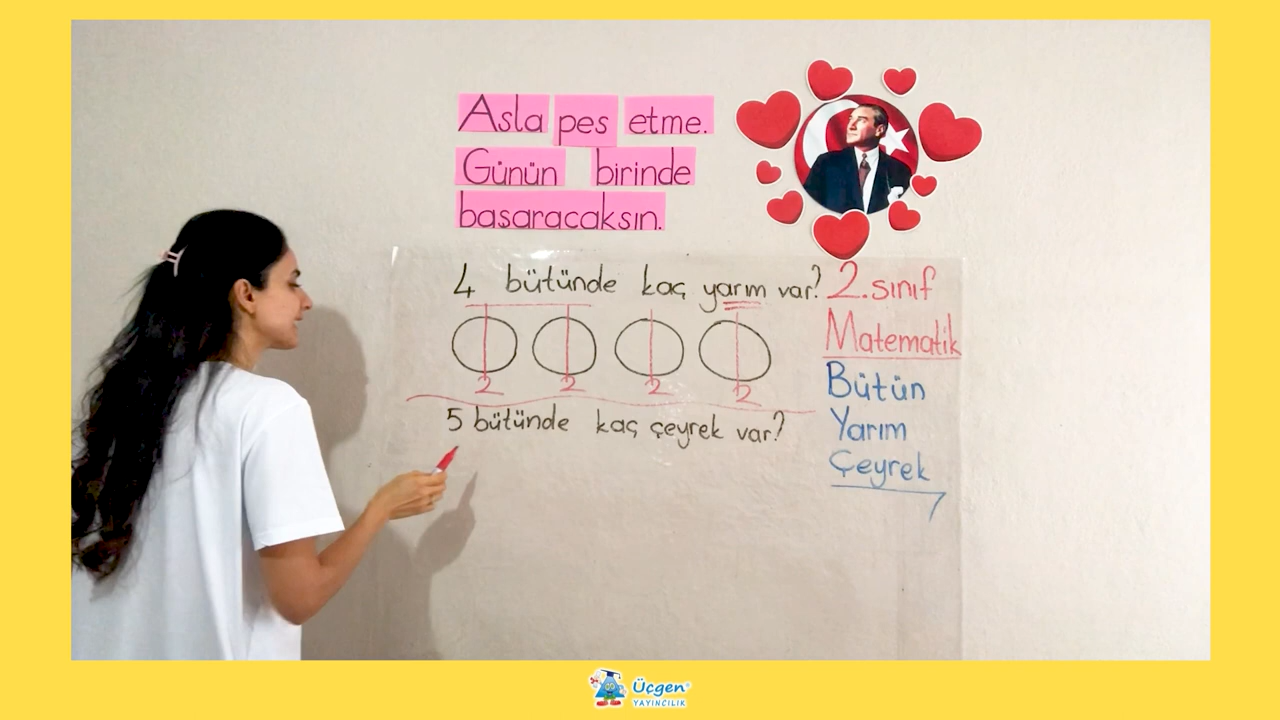 Asla pes etme.
Günün birinde
başaracaksın.
4 bütünde kaç yarım var?
2 2 2 2
5 bütünde kaç çeyrek var?
2. sınıf
Matematik
Bütün
Yarım
Çeyrek
Üçgen
YAYINCILIK